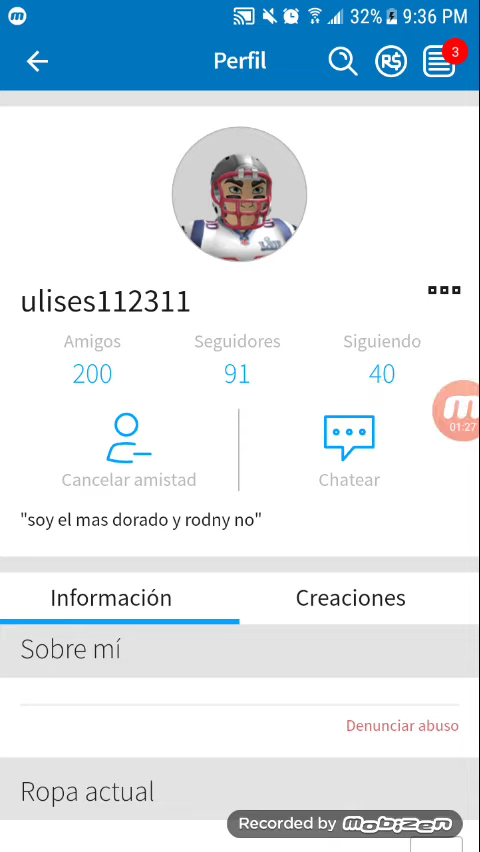 32% 9:36 PM
Perfil
R$
3
ulises112311
Amigos
Seguidores
Siguiendo
200
91
40
01:27
Cancelar amistad
Chatear
"soy el mas dorado y rodny no"
Información
Creaciones
Sobre mí
Denunciar abuso
Ropa actual
Recorded by mobizen